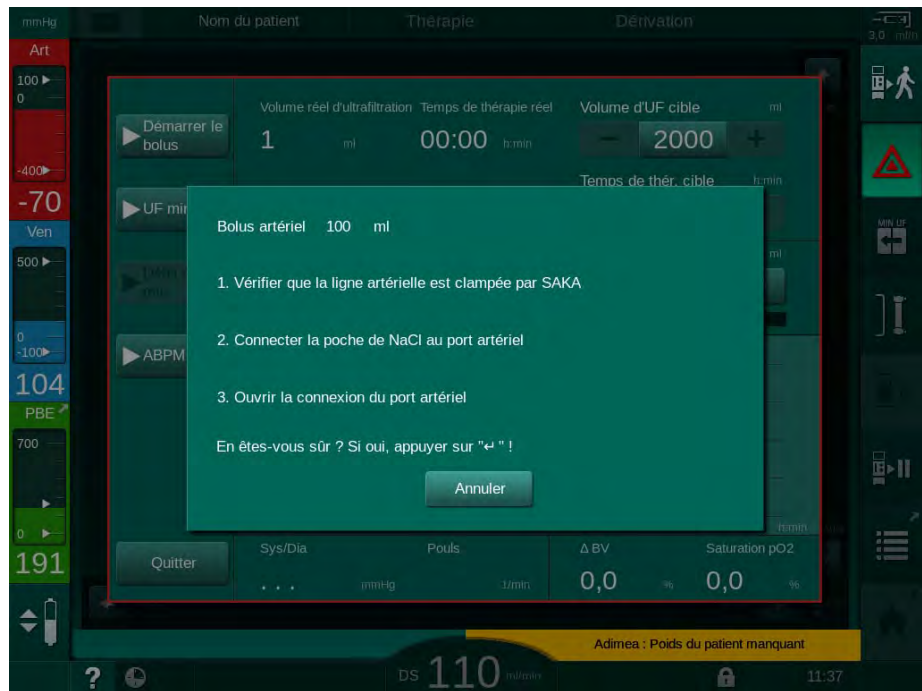 mmHg
Nom du patient
Thérapie
Dérivation
3,0 ml/m
Art
100
0
-400
-70
Ven
500
0
-100
104
PBE
700
0
191
Démarrer le
bolus
Volume réel d'ultrafiltration
1 ml
Temps de thérapie réel
00:00 h:min
Volume d'UF cible ml
2000
Temps de thér. cible h:min
ml
UF min
ABPM
Bolus artériel 100 ml
1. Vérifier que la ligne artérielle est clampée par SAKA
2. Connecter la poche de NaCl au port artériel
3. Ouvrir la connexion du port artériel
En êtes-vous sûr ? Si oui, appuyer sur "↵" !
Annuler
h:min
Quitter
Sys/Dia
. . . mmHg
Pouls
1/min
Δ BV
0,0 %
Saturation pO2
0,0 %
MIN UF
Adimea : Poids du patient manquant
?
DS 110 ml/min
11:37